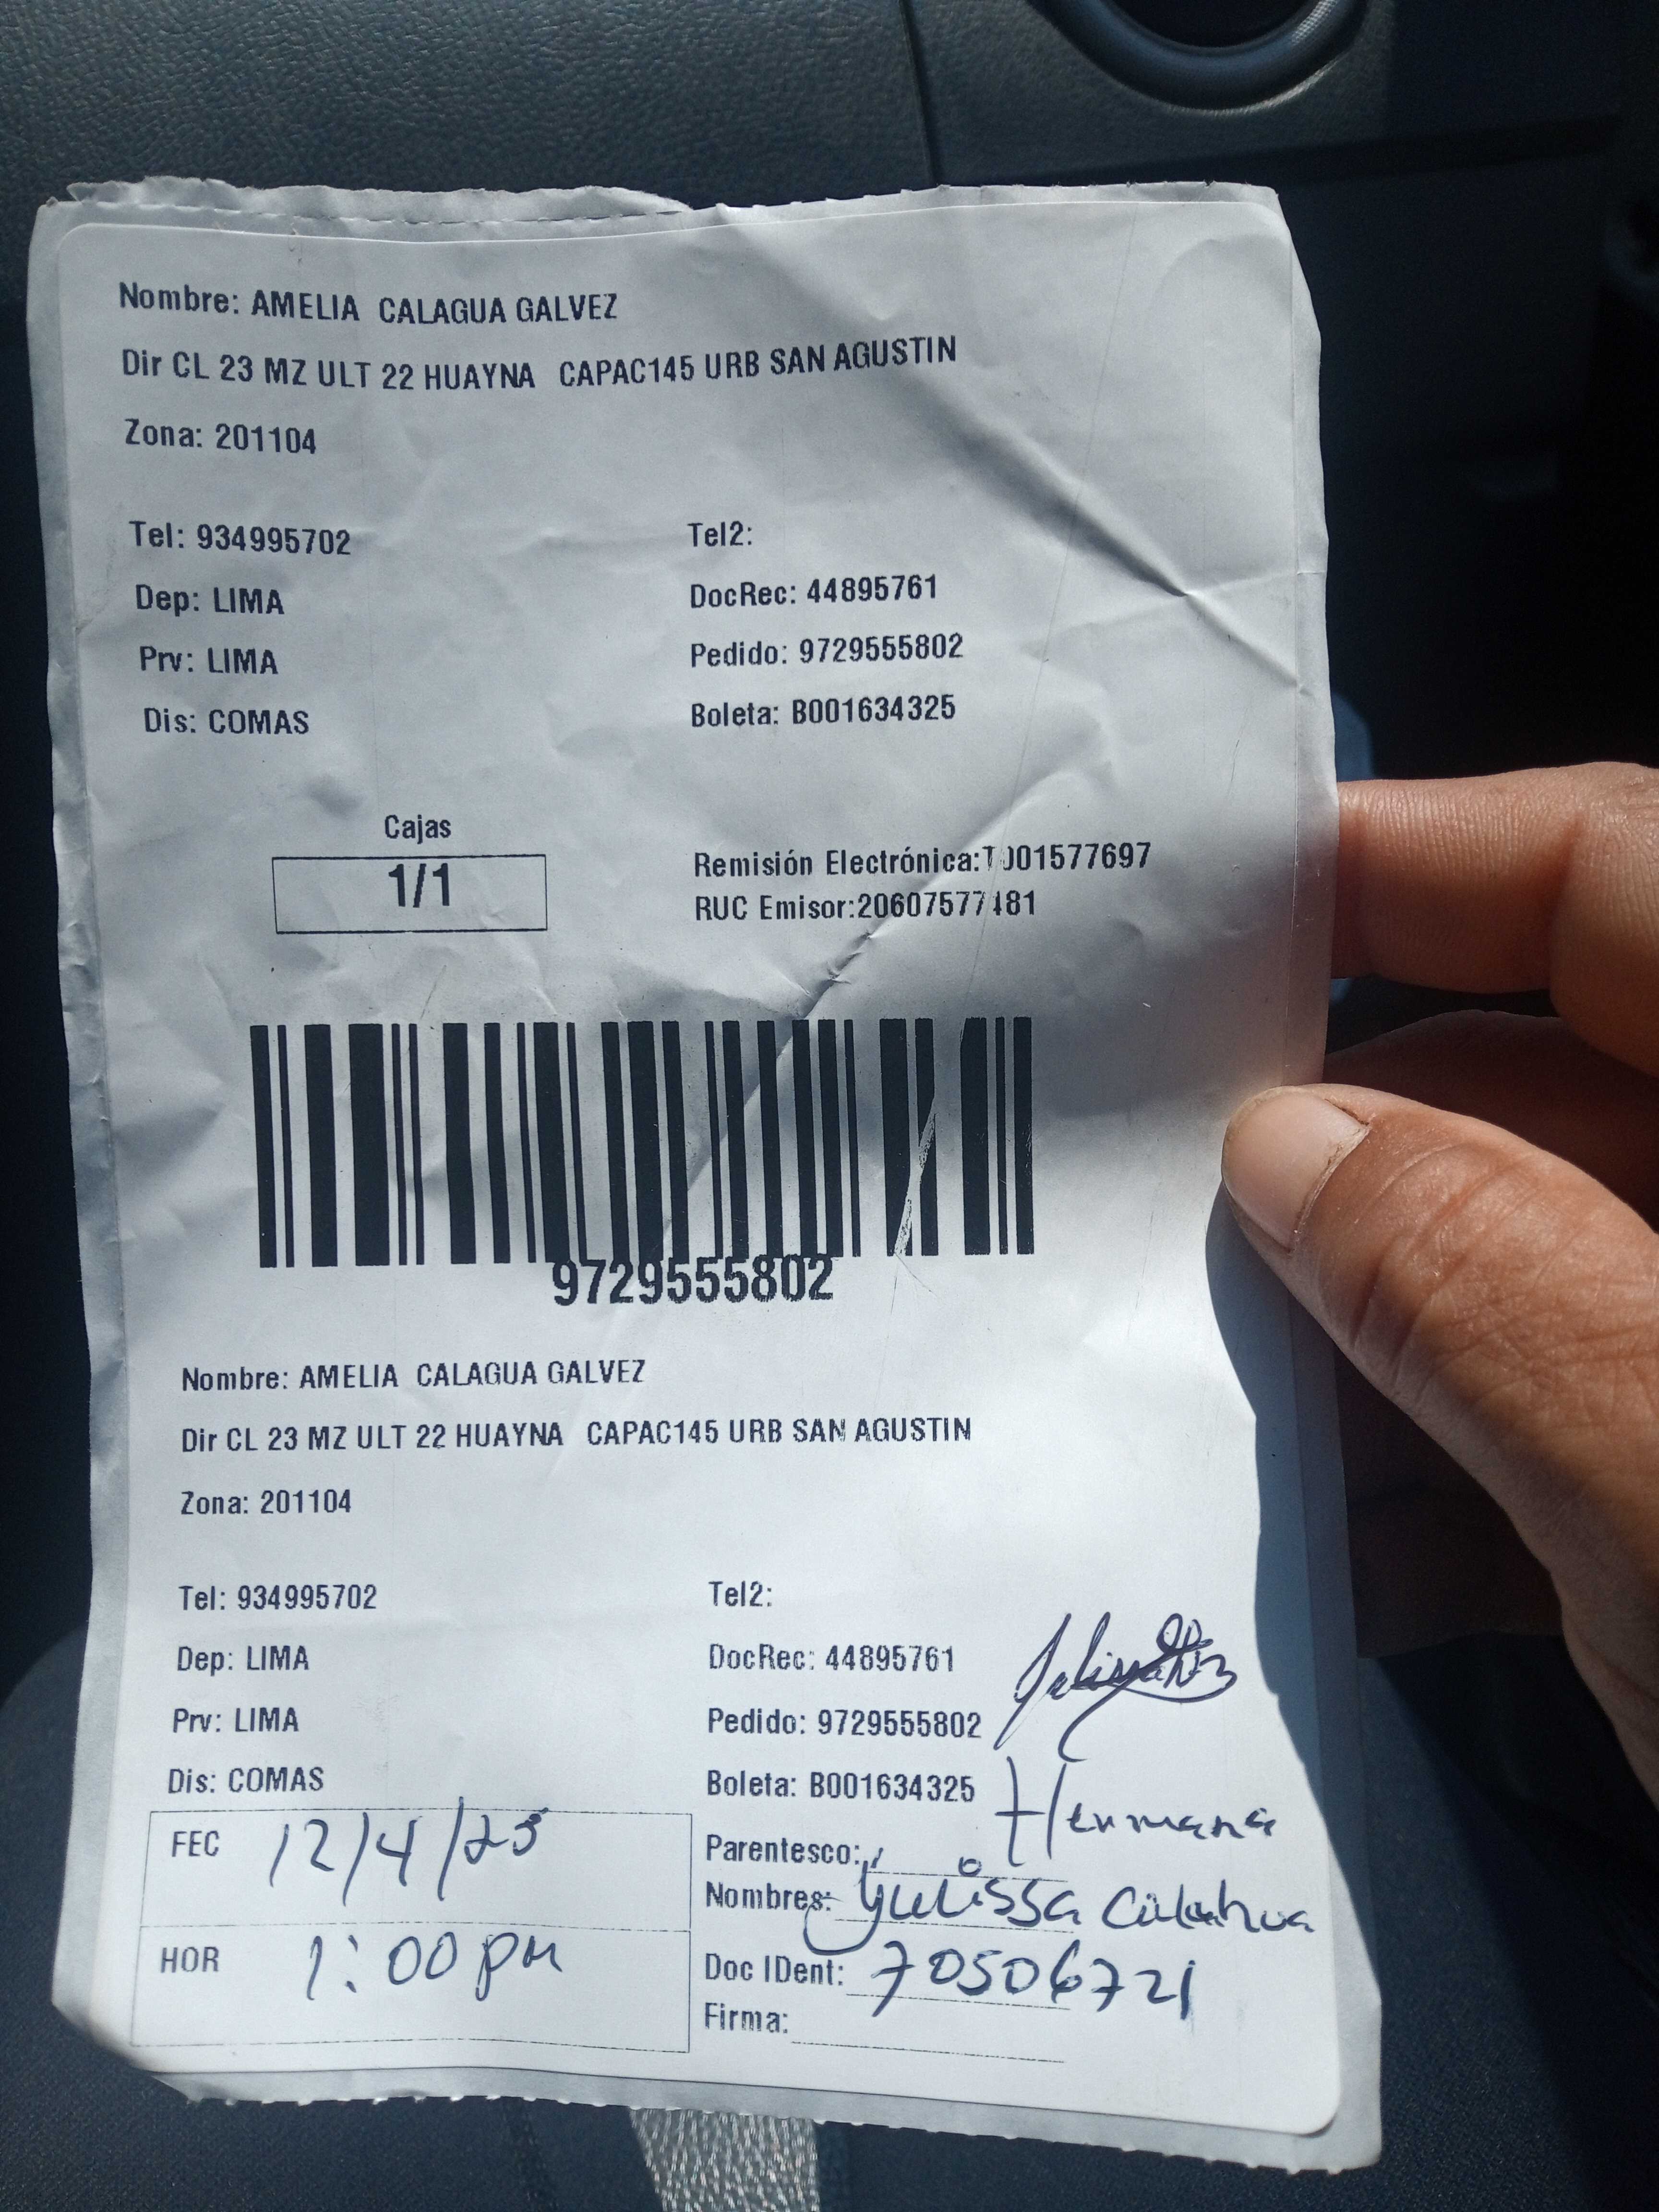 Nombre: AMELIA CALAGUA GALVEZ
Dir CL 23 MZ ULT 22 HUAYNA CAPAC145 URB SAN AGUSTIN
Zona: 201104
Tel: 934995702 Tel2:
Dep: LIMA DocRec: 44895761
Prv: LIMA Pedido: 9729555802
Dis: COMAS Boleta: B001634325
Cajas
1/1
Remisión Electrónica:T001577697
RUC Emisor:20607577481
9729555802
Nombre: AMELIA CALAGUA GALVEZ
Dir CL 23 MZ ULT 22 HUAYNA CAPAC145 URB SAN AGUSTIN
Zona: 201104
Tel: 934995702 Tel2:
Dep: LIMA DocRec: 44895761
Prv: LIMA Pedido: 9729555802
Dis: COMAS Boleta: B001634325
FEC 12/4/25
Parentesco: Hermana
Nombres: Yulissa
HOR 1:00 pm
Doc IDent: 70506721
Firma: